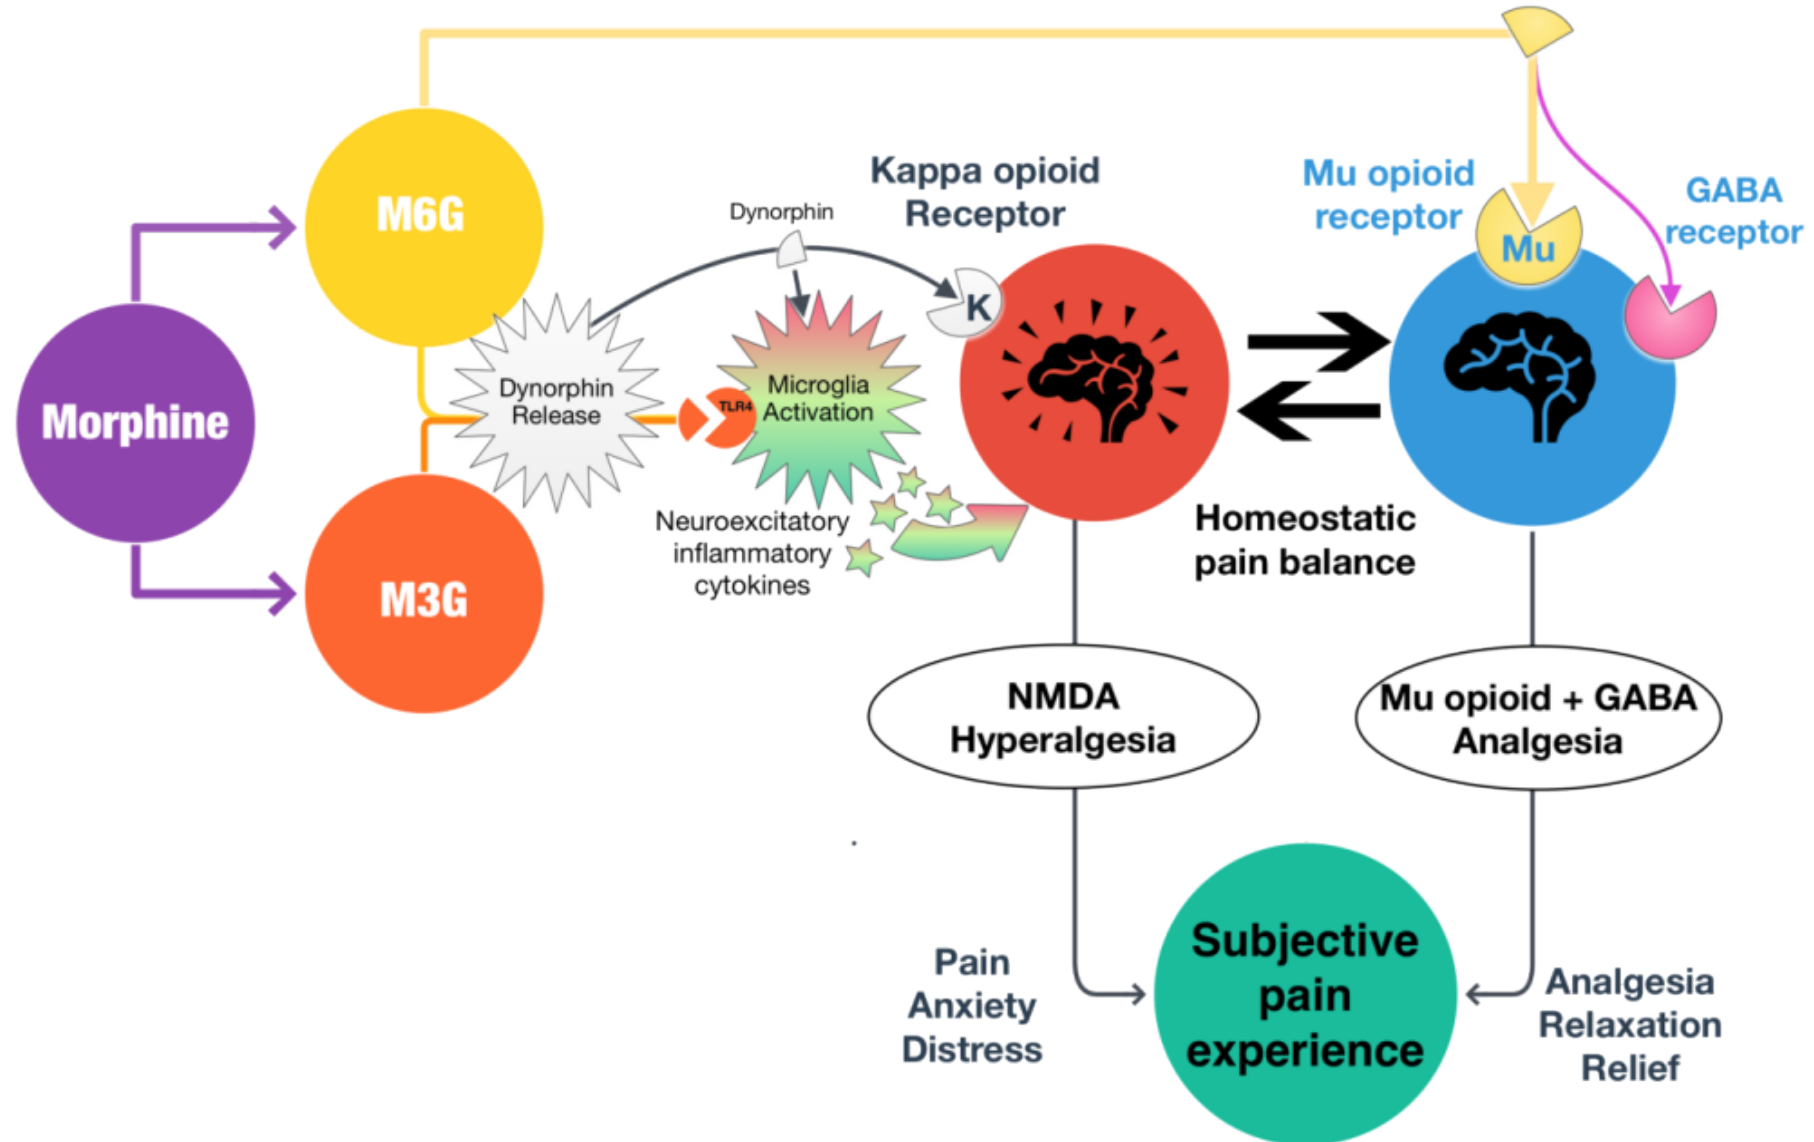 M6G
Morphine
M3G
Dynorphin
Release
Dynorphin
TLR4
Microglia
Activation
Neuroexcitatory
inflammatory
cytokines
Kappa opioid
Receptor
K
Mu opioid
receptor
Mu
GABA
receptor
Homeostatic
pain balance
NMDA
Hyperalgesia
Mu opioid + GABA
Analgesia
Pain
Anxiety
Distress
Subjective
pain
experience
Analgesia
Relaxation
Relief